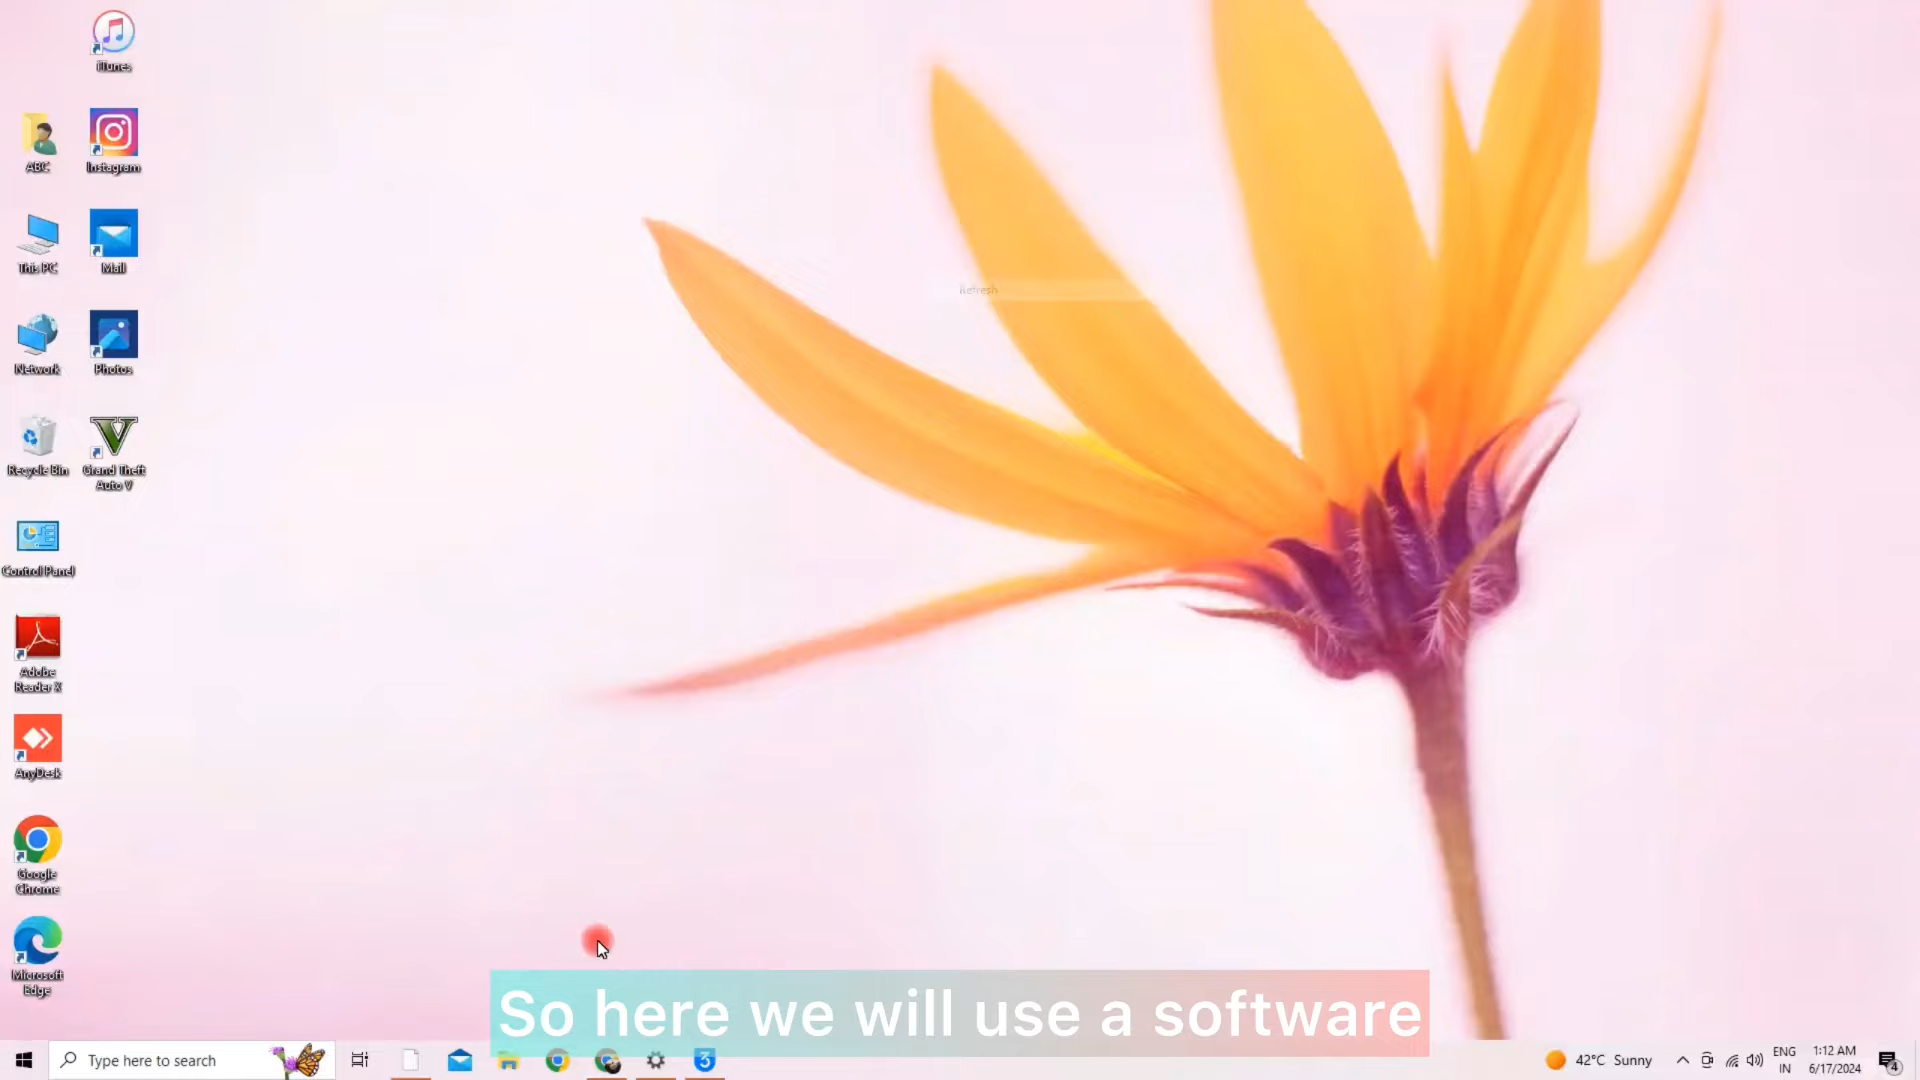 iTunes
ABC
Instagram
This PC
Mail
Network
Photos
Recycle Bin
Grand Theft
Auto V
Control Panel
Adobe
Reader X
AnyDesk
Google
Chrome
Microsoft
Edge
Refresh
So here we will use a software
Type here to search
42°C Sunny
ENG
IN
1:12 AM
6/17/2024
4